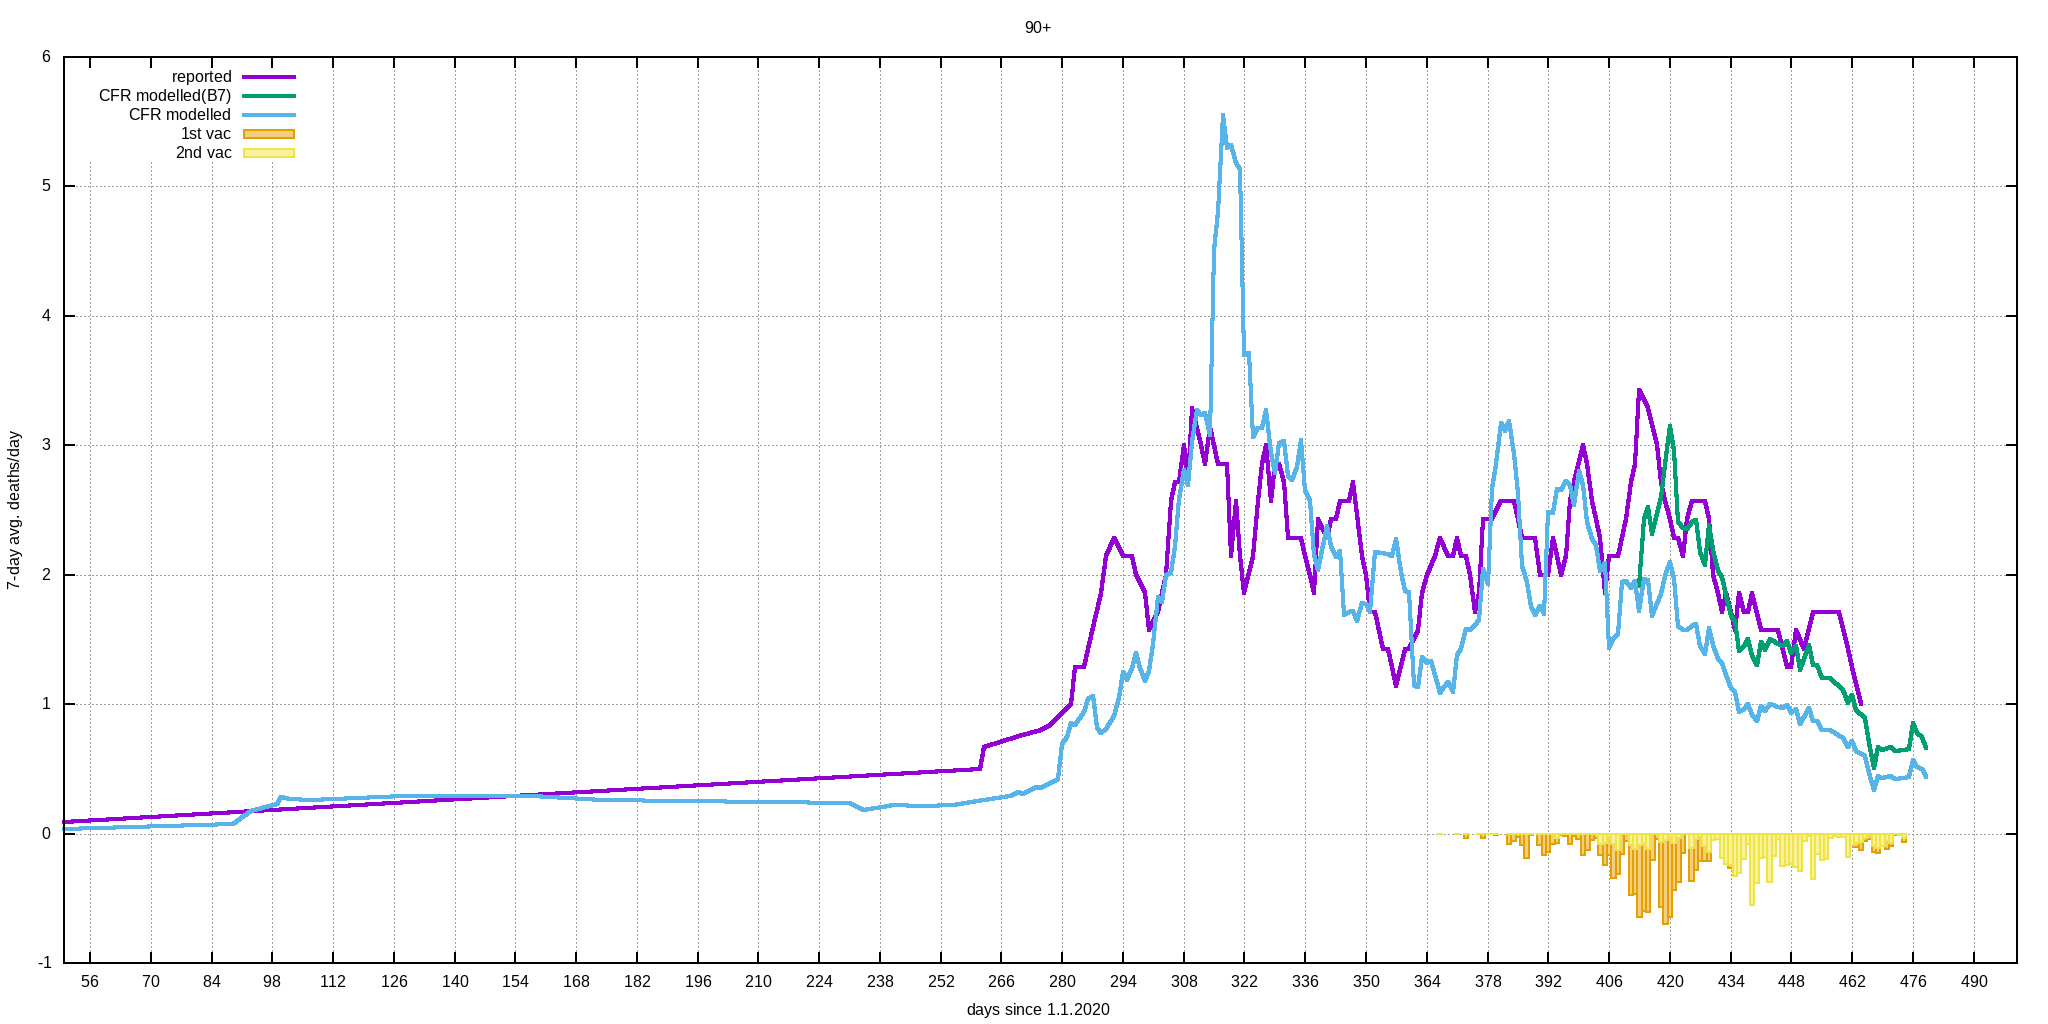 90+
reported
CFR modelled(B7)
CFR modelled
1st vac
2nd vac
6
5
4
3
2
1
0
-1
7-day avg. deaths/day
56 70 84 98 112 126 140 154 168 182 196 210 224 238 252 266 280 294 308 322 336 350 364 378 392 406 420 434 448 462 476 490
days since 1.1.2020